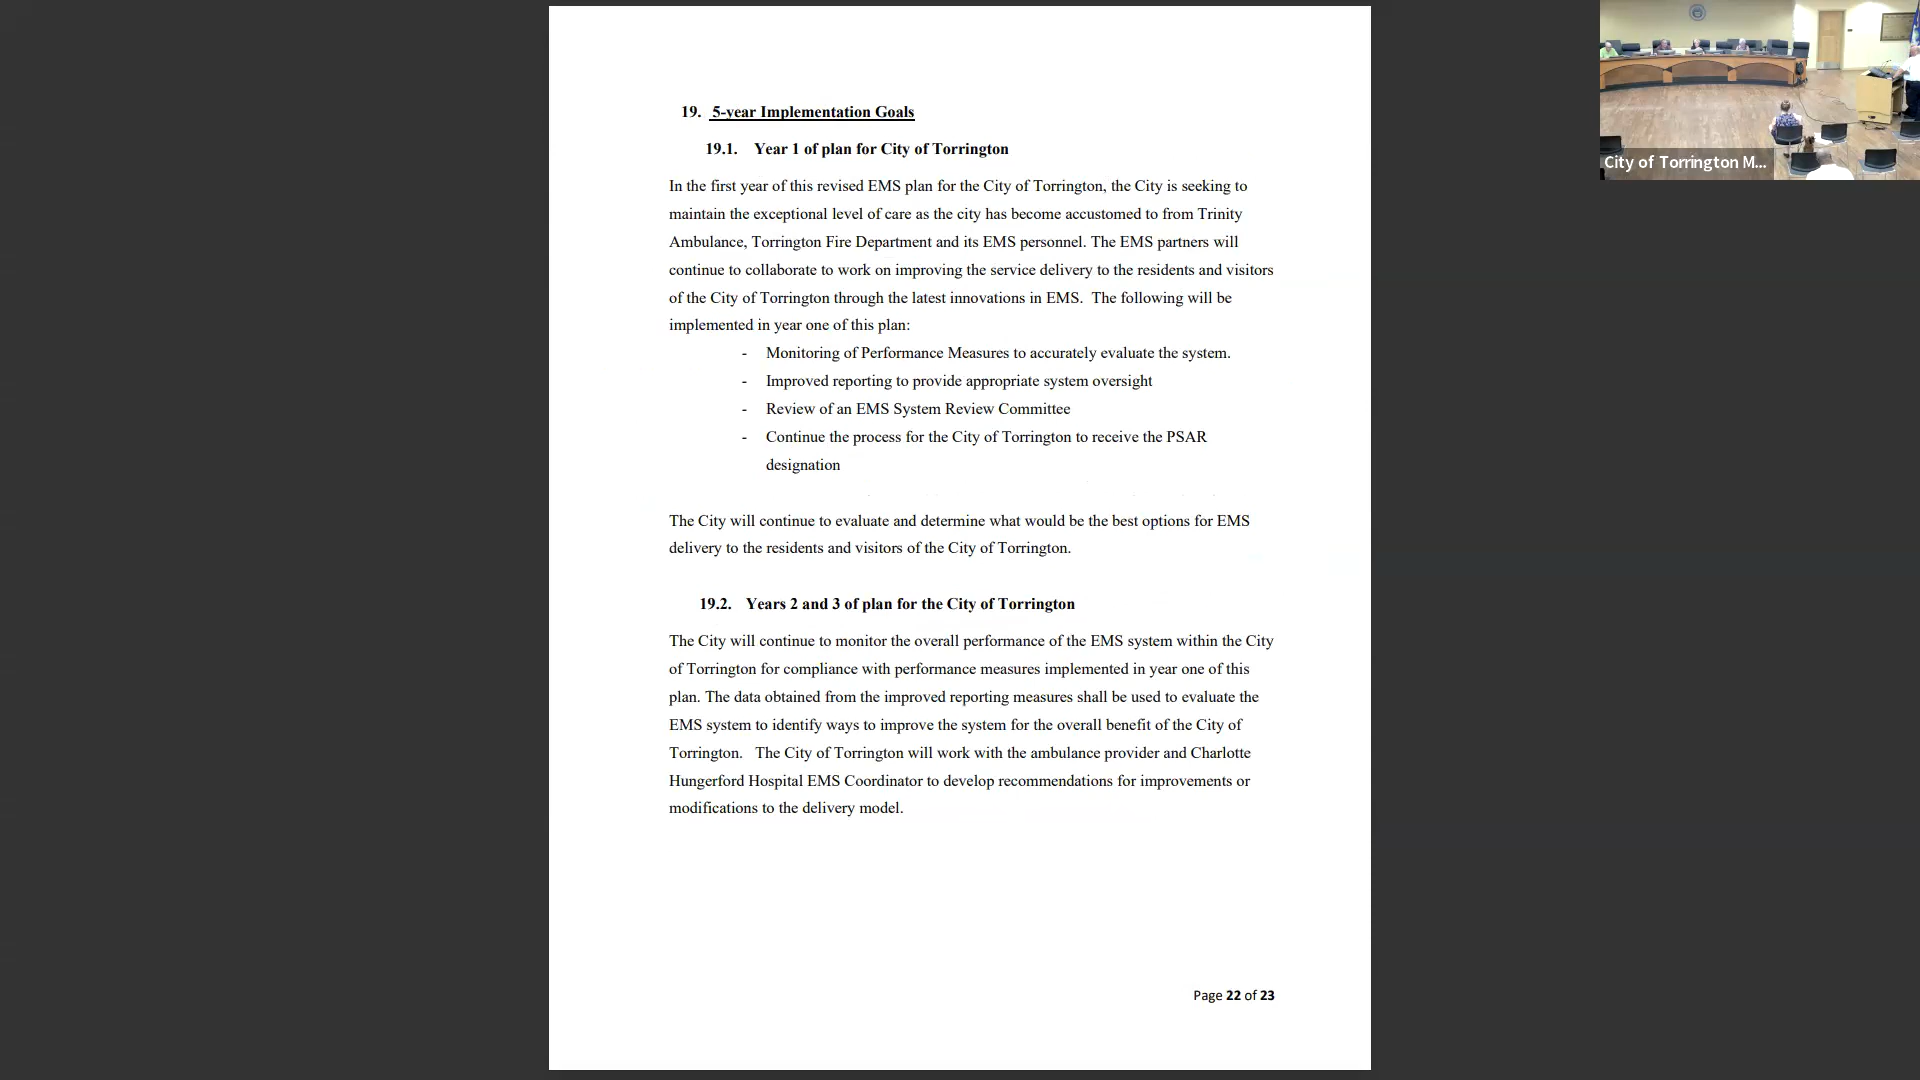 19. 5-year Implementation Goals
19.1. Year 1 of plan for City of Torrington
In the first year of this revised EMS plan for the City of Torrington, the City is seeking to
maintain the exceptional level of care as the city has become accustomed to from Trinity
Ambulance, Torrington Fire Department and its EMS personnel. The EMS partners will
continue to collaborate to work on improving the service delivery to the residents and visitors
of the City of Torrington through the latest innovations in EMS.  The following will be
implemented in year one of this plan:
- Monitoring of Performance Measures to accurately evaluate the system.
- Improved reporting to provide appropriate system oversight
- Review of an EMS System Review Committee
- Continue the process for the City of Torrington to receive the PSAR
designation
The City will continue to evaluate and determine what would be the best options for EMS
delivery to the residents and visitors of the City of Torrington.
19.2. Years 2 and 3 of plan for the City of Torrington
The City will continue to monitor the overall performance of the EMS system within the City
of Torrington for compliance with performance measures implemented in year one of this
plan. The data obtained from the improved reporting measures shall be used to evaluate the
EMS system to identify ways to improve the system for the overall benefit of the City of
Torrington.   The City of Torrington will work with the ambulance provider and Charlotte
Hungerford Hospital EMS Coordinator to develop recommendations for improvements or
modifications to the delivery model.
Page 22 of 23
City of Torrington M...